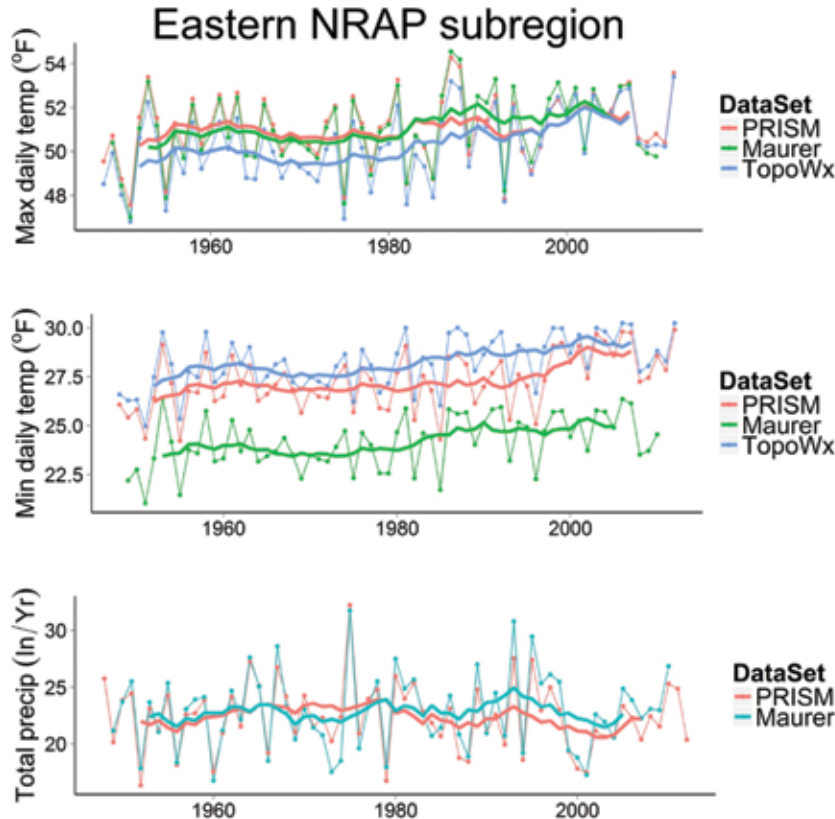 Eastern NRAP subregion
Max daily temp (°F)
54
52
50
48
1960
1980
2000
DataSet
PRISM
Maurer
TopoWx
Min daily temp (°F)
30.0
27.5
25.0
22.5
1960
1980
2000
DataSet
PRISM
Maurer
TopoWx
Total precip (In/Yr)
30
25
20
1960
1980
2000
DataSet
PRISM
Maurer